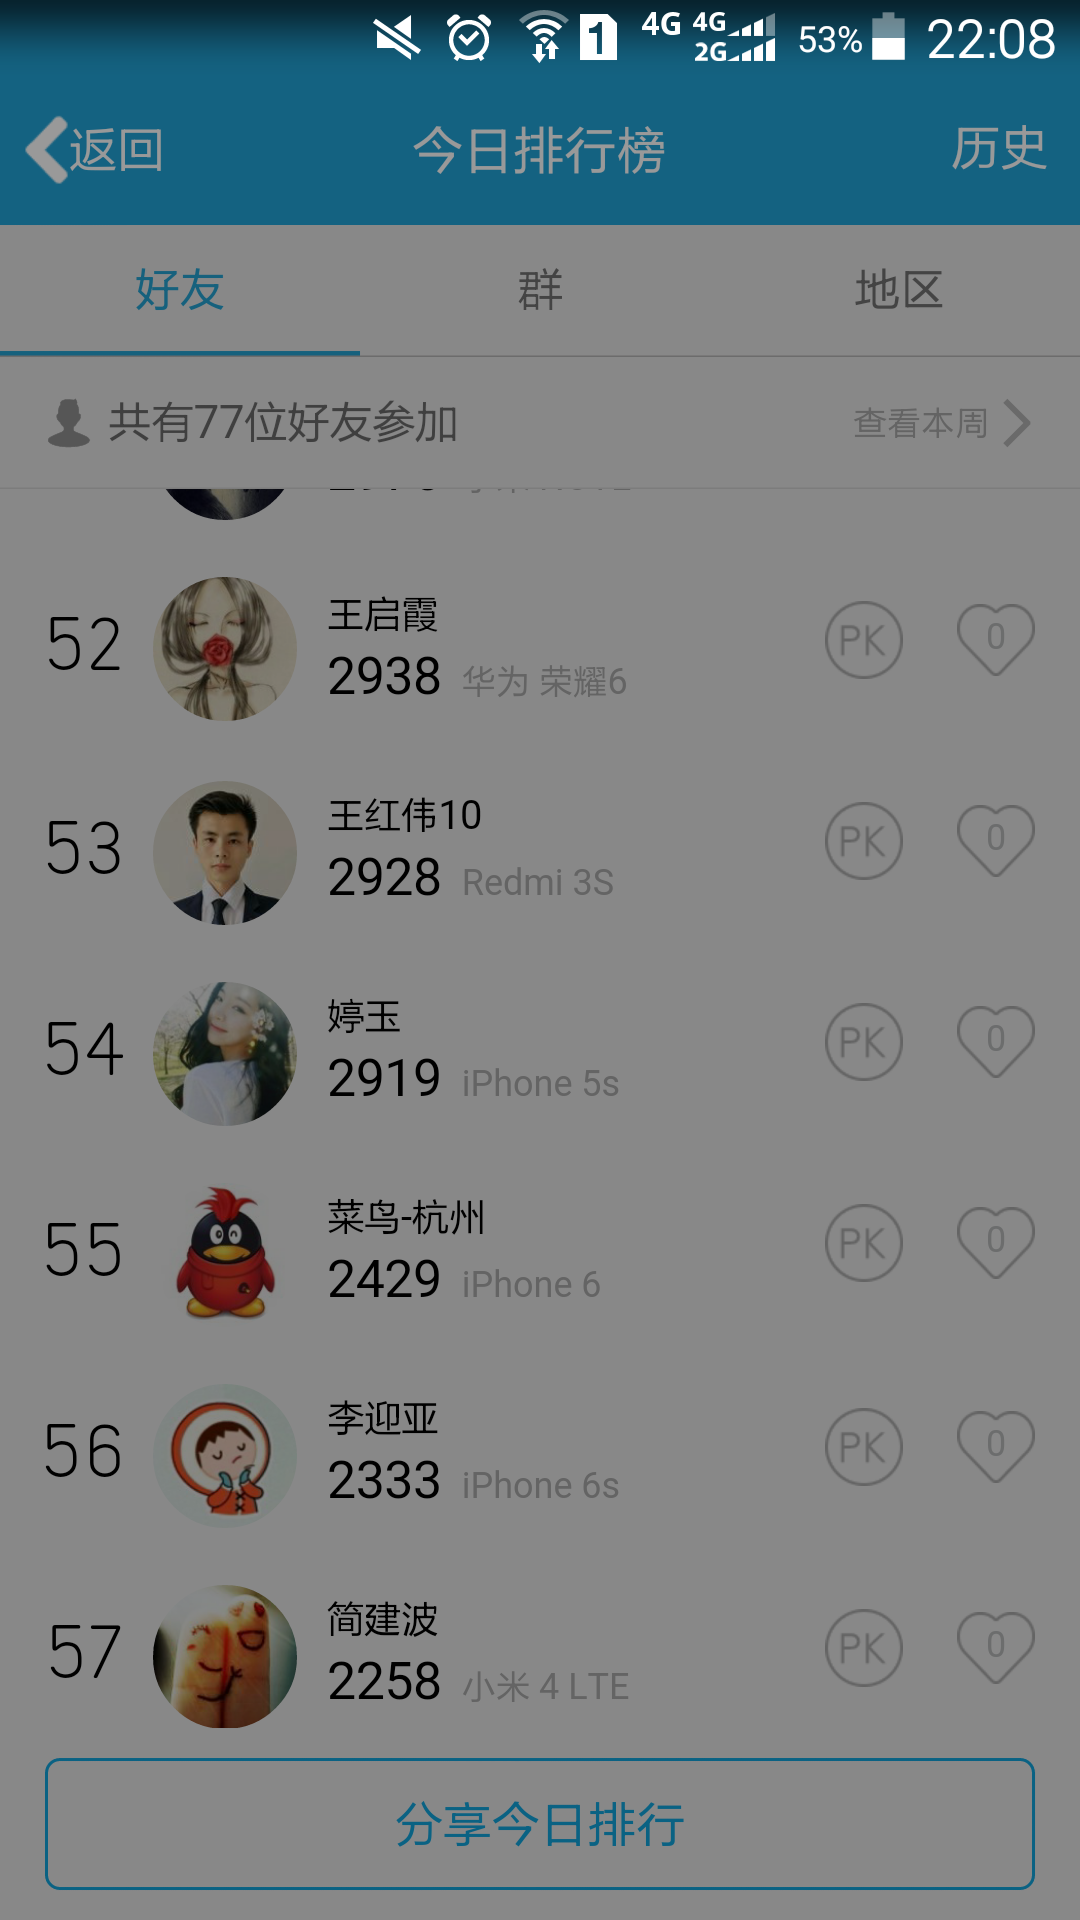 1 4G 4G 2G 53% 22:08
返回 今日排行榜 历史
好友 群 地区
共有77位好友参加 查看本周
52 王启霞 PK 0
2938 华为 荣耀6
53 王红伟10 PK 0
2928 Redmi 3S
54 婷玉 PK 0
2919 iPhone 5s
55 菜鸟-杭州 PK 0
2429 iPhone 6
56 李迎亚 PK 0
2333 iPhone 6s
57 简建波 PK 0
2258 小米 4 LTE
分享今日排行